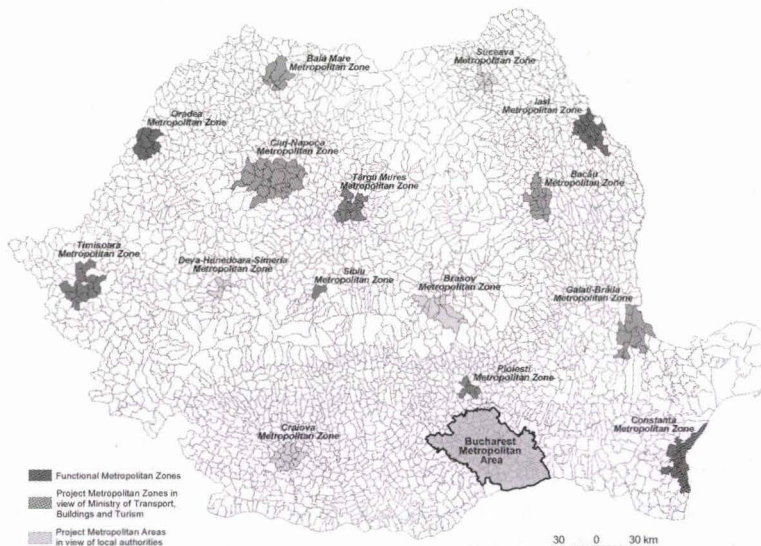 Baia Mare
Metropolitan Zone
Suceava
Metropolitan Zone
Oradea
Metropolitan Zone
Iasi
Metropolitan Zone
Cluj-Napoca
Metropolitan Zone
Târgu Mures
Metropolitan Zone
Bacău
Metropolitan Zone
Timisoara
Metropolitan Zone
Deva-Hunedoara-Simeria
Metropolitan Zone
Sibiu
Metropolitan Zone
Brasov
Metropolitan Zone
Galati-Brăila
Metropolitan Zone
Ploiesti
Metropolitan Zone
Craiova
Metropolitan Zone
Bucharest
Metropolitan
Area
Constanta
Metropolitan Zone
Functional Metropolitan Zones
Project Metropolitan Zones in
view of Ministry of Transport,
Buildings and Turism
Project Metropolitan Areas
in view of local authorities
30 0 30 km